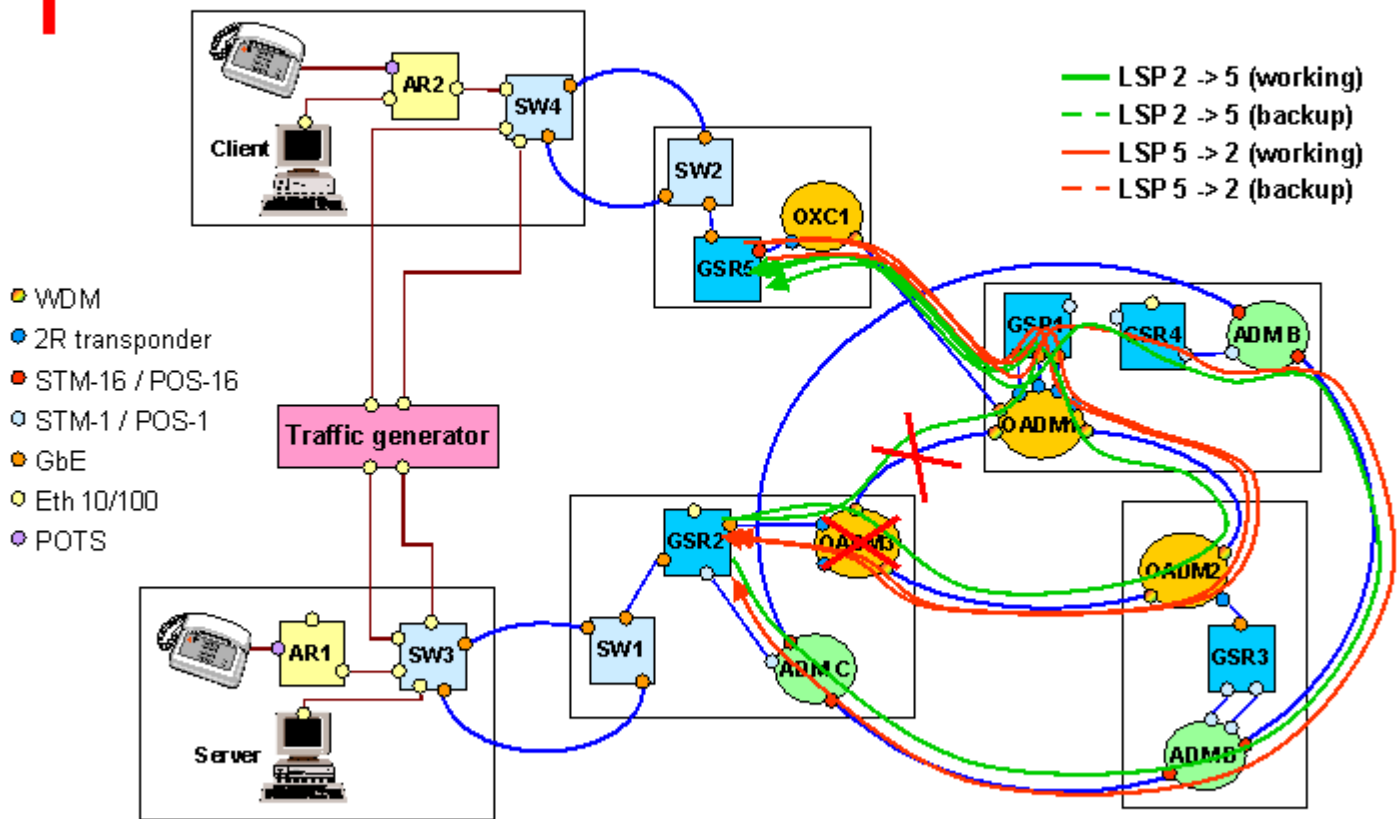 AR2
SW4
Client
LSP 2 -> 5 (working)
LSP 2 -> 5 (backup)
LSP 5 -> 2 (working)
LSP 5 -> 2 (backup)
SW2
OXC1
GSR5
WDM
2R transponder
STM-16 / POS-16
STM-1 / POS-1
GbE
Eth 10/100
POTS
GSR1
GSR4
ADM B
OADM1
Traffic generator
GSR2
OADM3
OADM2
AR1
SW3
SW1
ADM C
GSR3
Server